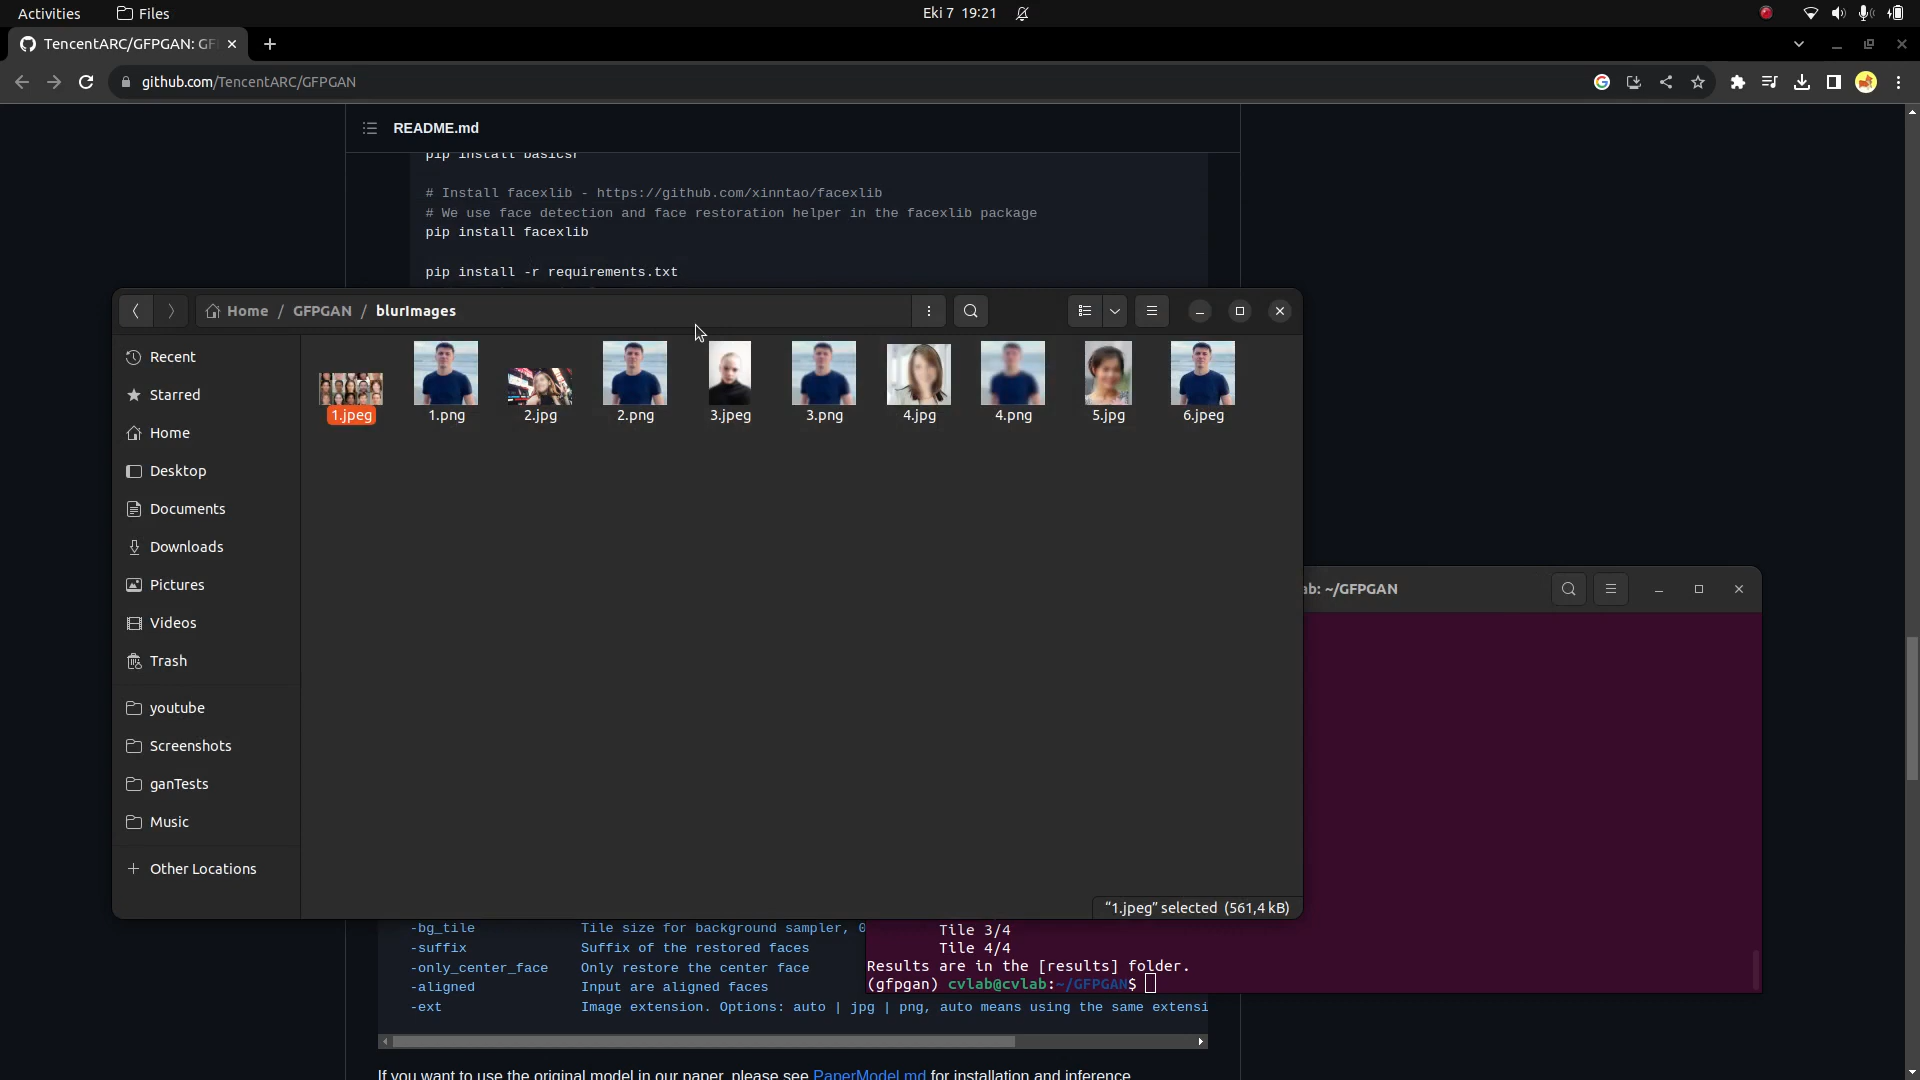 Activities
Files
Eki 7 19:21
TencentARC/GFPGAN: GF
github.com/TencentARC/GFPGAN
README.md
pip install basicsr
# Install facexlib - https://github.com/xinntao/facexlib
# We use face detection and face restoration helper in the facexlib package
pip install facexlib
pip install -r requirements.txt
Home / GFPGAN / blurImages
Recent
Starred
Home
Desktop
Documents
Downloads
Pictures
Videos
Trash
youtube
Screenshots
ganTests
Music
Other Locations
1.jpeg
1.png
2.jpg
2.png
3.jpeg
3.png
4.jpg
4.png
5.jpg
6.jpeg
"1.jpeg" selected (561,4 kB)
ab: ~/GFPGAN
-bg_tile Tile size for background sampler, 0
-suffix Suffix of the restored faces
-only_center_face Only restore the center face
-aligned Input are aligned faces
-ext Image extension. Options: auto | jpg | png, auto means using the same extensi
Tile 3/4
Tile 4/4
Results are in the [results] folder.
(gfpgan) cvlab@cvlab:~/GFPGAN$
If you want to use the original model in our paper, please see PaperModel.md for installation and inference.